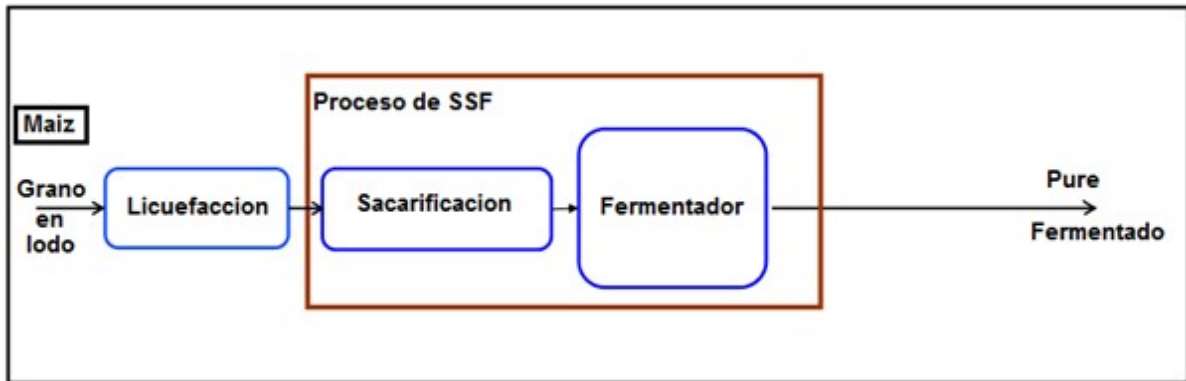 Proceso de SSF
Maiz
Grano
en
lodo
Licuefaccion
Sacarificacion
Fermentador
Pure
Fermentado